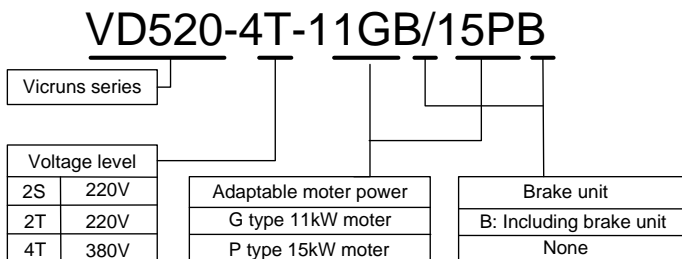 VD520-4T-11GB/15PB
Vicruns series
Voltage level
2S 220V
2T 220V
4T 380V
Adaptable moter power
G type 11kW moter
P type 15kW moter
Brake unit
B: Including brake unit
None